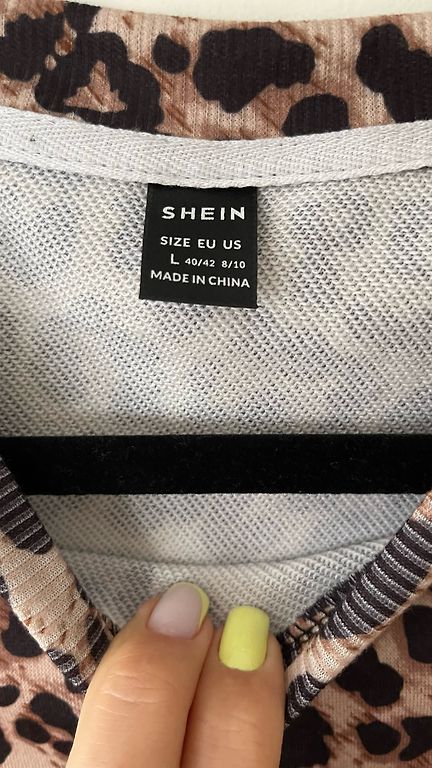 SHEIN
SIZE EU US
L 40/42 8/10
MADE IN CHINA